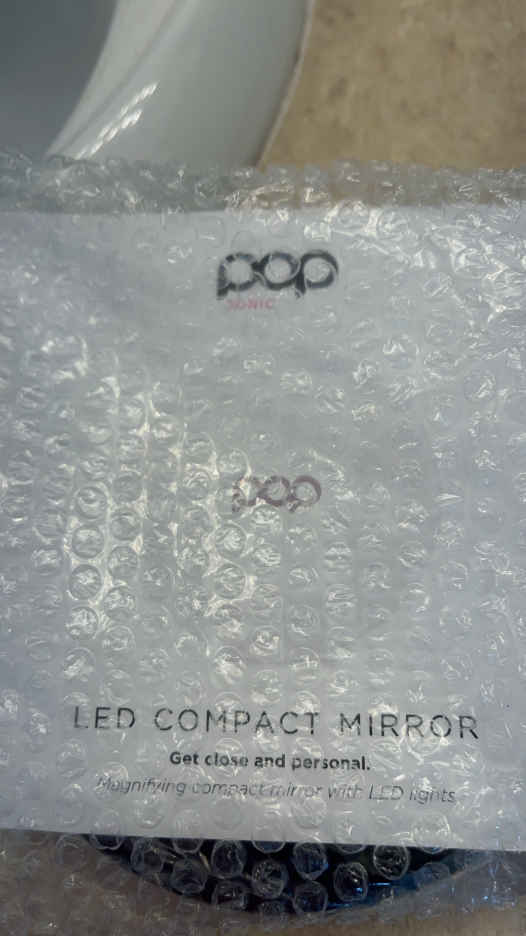 pop
SONIC
pop
LED COMPACT MIRROR
Get close and personal.
Magnifying compact mirror with LED lights